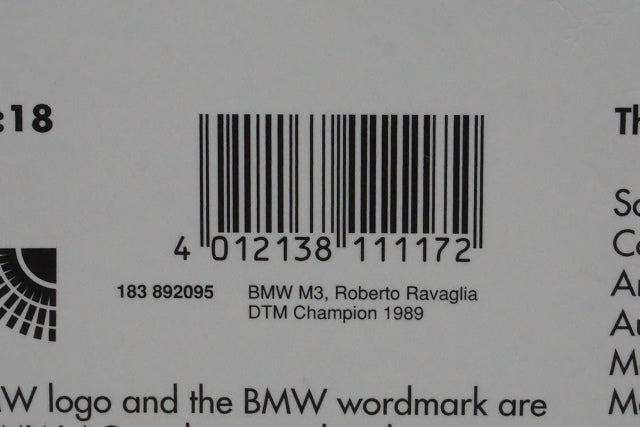 :18
Th
4 012138 111172
183 892095 BMW M3, Roberto Ravaglia
DTM Champion 1989
logo and the BMW wordmark are